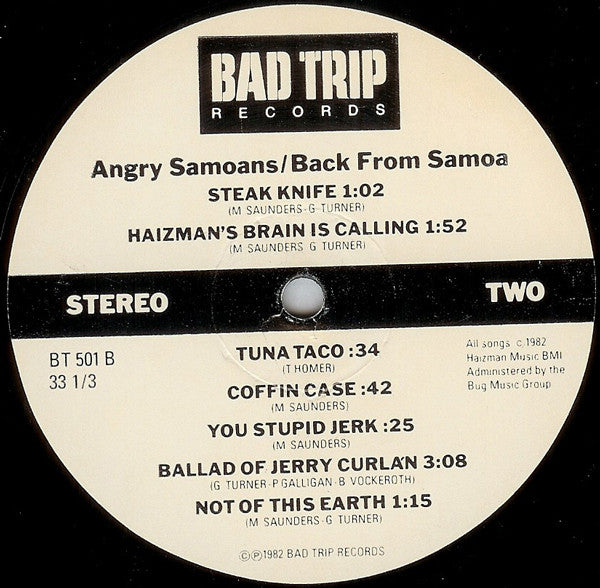 BAD TRIP
RECORDS
Angry Samoans/Back From Samoa
STEAK KNIFE 1:02
(M SAUNDERS-G TURNER)
HAIZMAN'S BRAIN IS CALLING 1:52
(M SAUNDERS G TURNER)
STEREO
TWO
BT 501 B
33 1/3
TUNA TACO :34
(T HOMER)
COFFIN CASE :42
(M SAUNDERS)
YOU STUPID JERK :25
(M SAUNDERS)
BALLAD OF JERRY CURLAN 3:08
(G TURNER-P GALLIGAN-B VOCKEROTH)
NOT OF THIS EARTH 1:15
(M SAUNDERS-G TURNER)
All songs c 1982
Haizman Music BMI
Administered by the
Bug Music Group
©℗1982 BAD TRIP RECORDS